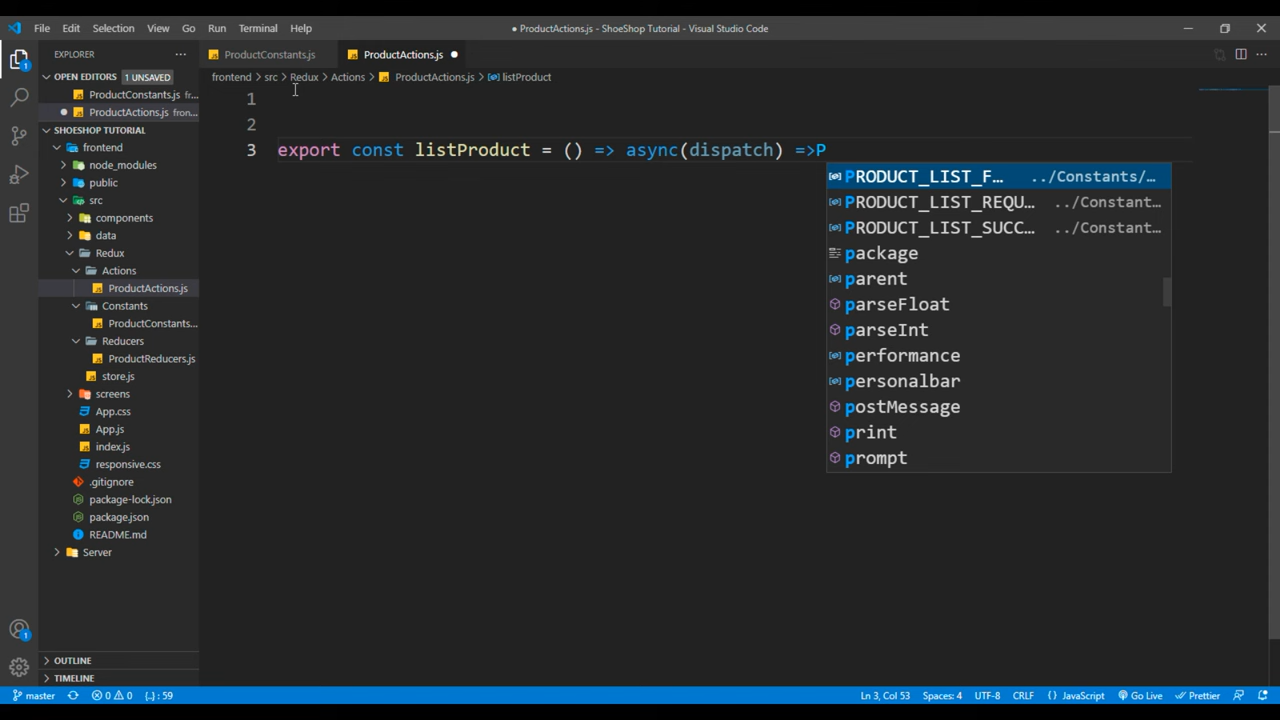 File Edit Selection View Go Run Terminal Help
● ProductActions.js - ShoeShop Tutorial - Visual Studio Code
EXPLORER
ProductConstants.js
ProductActions.js
OPEN EDITORS 1 UNSAVED
ProductConstants.js fr...
ProductActions.js fron...
SHOESHOP TUTORIAL
frontend
node_modules
public
src
components
data
Redux
Actions
ProductActions.js
Constants
ProductConstants...
Reducers
ProductReducers.js
store.js
screens
App.css
App.js
index.js
responsive.css
.gitignore
package-lock.json
package.json
README.md
Server
OUTLINE
TIMELINE
frontend > src > Redux > Actions > ProductActions.js > listProduct
1
2
3 export const listProduct = () => async(dispatch) =>P
PRODUCT_LIST_F... ../Constants/...
PRODUCT_LIST_REQU... ../Constant...
PRODUCT_LIST_SUCC... ../Constant...
package
parent
parseFloat
parseInt
performance
personalbar
postMessage
print
prompt
1
1
master 0 0 {..} : 59
Ln 3, Col 53 Spaces: 4 UTF-8 CRLF {} JavaScript Go Live Prettier